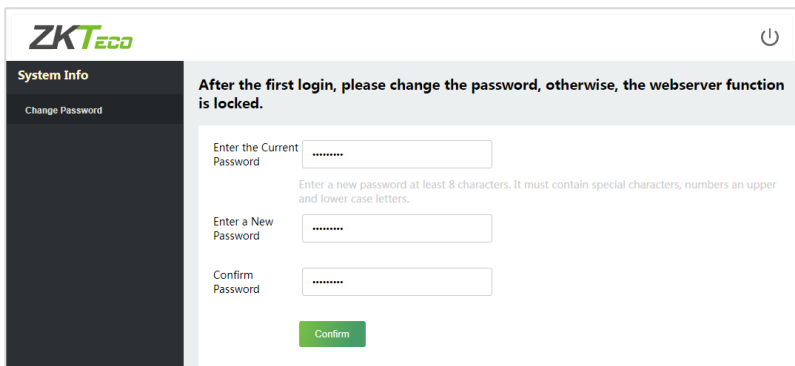 ZKTeco
System Info
Change Password
After the first login, please change the password, otherwise, the webserver function
is locked.
Enter the Current
Password
•••••••••
Enter a new password at least 8 characters. It must contain special characters, numbers an upper
and lower case letters.
Enter a New
Password
•••••••••
Confirm
Password
•••••••••
Confirm